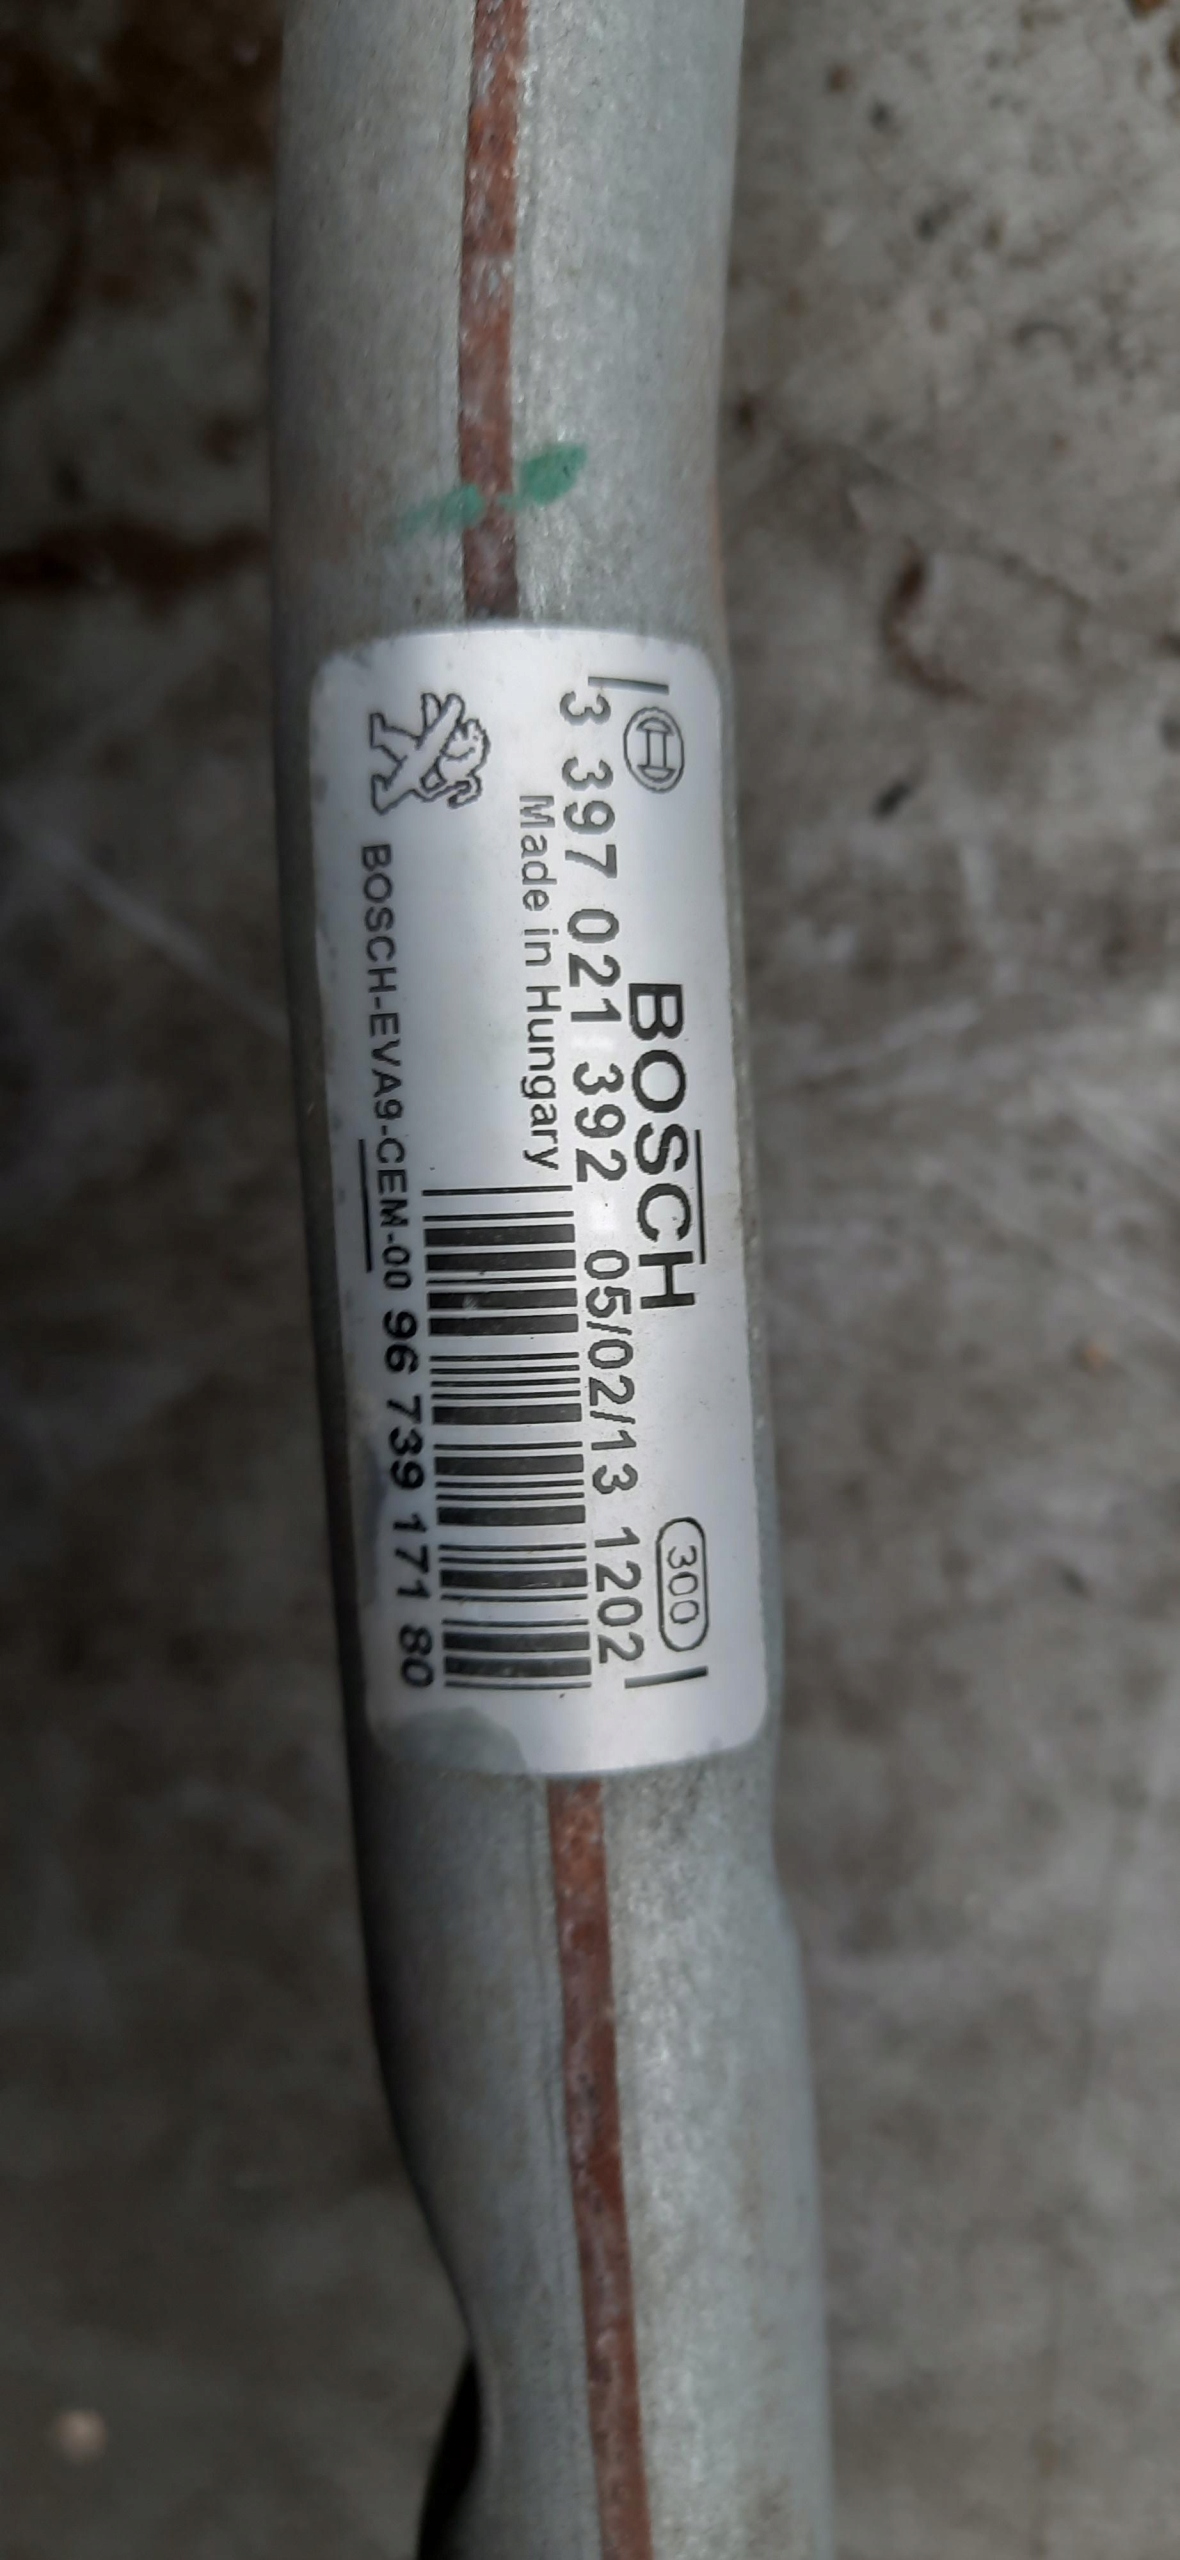 BOSCH 300
3 397 021 392 05/02/13 1202
Made in Hungary
BOSCH-EVA9-CEM-00 96 739 171 80